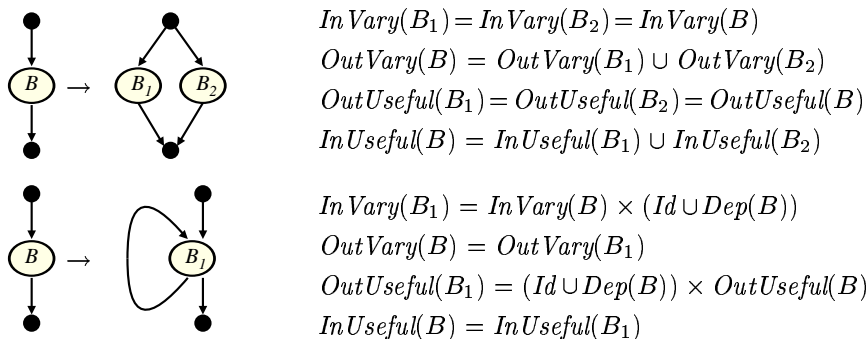 InVary(B₁) = InVary(B₂) = InVary(B)
OutVary(B) = OutVary(B₁) ∪ OutVary(B₂)
B → B₁ B₂
OutUseful(B₁) = OutUseful(B₂) = OutUseful(B)
InUseful(B) = InUseful(B₁) ∪ InUseful(B₂)
InVary(B₁) = InVary(B) × (Id ∪ Dep(B))
OutVary(B) = OutVary(B₁)
B → B₁
OutUseful(B₁) = (Id ∪ Dep(B)) × OutUseful(B)
InUseful(B) = InUseful(B₁)